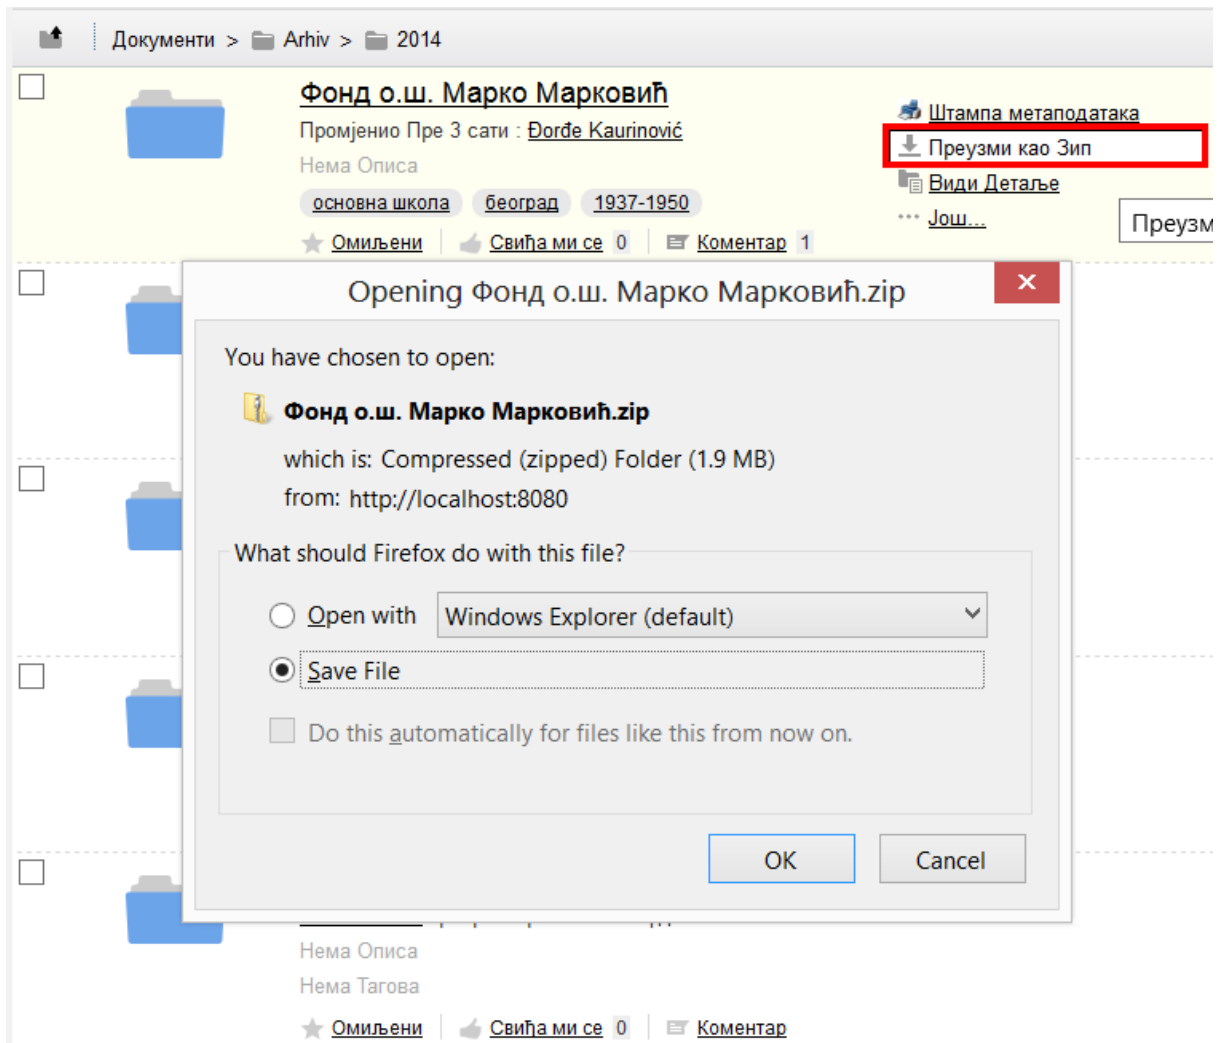 Документи > Arhiv > 2014
Фонд о.ш. Марко Марковић
Промјенио Пре 3 сати : Đorđe Kaurinović
Нема Описа
основна школа београд 1937-1950
Омиљени Свиђа ми се 0 Коментар 1
Штампа метаподатака
Преузми као Зип
Види Детаље
Још...
Преузм
Opening Фонд о.ш. Марко Марковић.zip
You have chosen to open:
Фонд о.ш. Марко Марковић.zip
which is: Compressed (zipped) Folder (1.9 MB)
from: http://localhost:8080
What should Firefox do with this file?
Open with Windows Explorer (default)
Save File
Do this automatically for files like this from now on.
OK Cancel
Нема Описа
Нема Тагова
Омиљени Свиђа ми се 0 Коментар